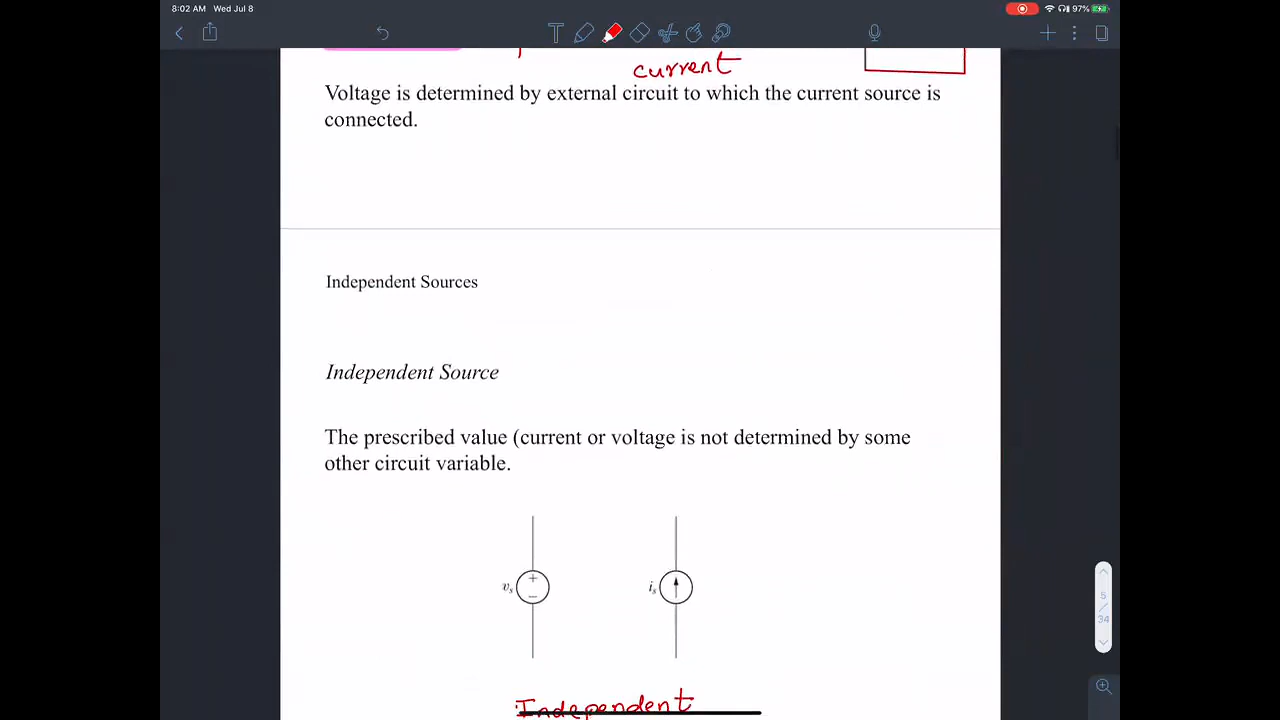 8:02 AM Wed Jul 8
97%
T
current
Voltage is determined by external circuit to which the current source is
connected.
Independent Sources
Independent Source
The prescribed value (current or voltage is not determined by some
other circuit variable.
vs + −
is
5 / 34
Independent